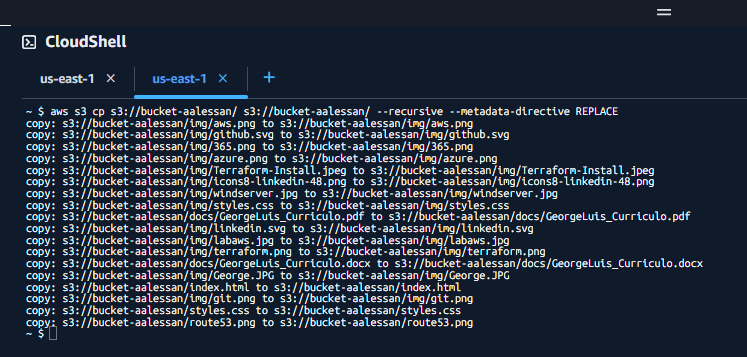 CloudShell
us-east-1 × us-east-1 × +
~ $ aws s3 cp s3://bucket-aalessan/ s3://bucket-aalessan/ --recursive --metadata-directive REPLACE
copy: s3://bucket-aalessan/img/aws.png to s3://bucket-aalessan/img/aws.png
copy: s3://bucket-aalessan/img/github.svg to s3://bucket-aalessan/img/github.svg
copy: s3://bucket-aalessan/img/365.png to s3://bucket-aalessan/img/365.png
copy: s3://bucket-aalessan/img/azure.png to s3://bucket-aalessan/img/azure.png
copy: s3://bucket-aalessan/img/Terraform-Install.jpeg to s3://bucket-aalessan/img/Terraform-Install.jpeg
copy: s3://bucket-aalessan/img/icons8-linkedin-48.png to s3://bucket-aalessan/img/icons8-linkedin-48.png
copy: s3://bucket-aalessan/img/windserver.jpg to s3://bucket-aalessan/img/windserver.jpg
copy: s3://bucket-aalessan/img/styles.css to s3://bucket-aalessan/img/styles.css
copy: s3://bucket-aalessan/docs/GeorgeLuis_Curriculo.pdf to s3://bucket-aalessan/docs/GeorgeLuis_Curriculo.pdf
copy: s3://bucket-aalessan/img/linkedin.svg to s3://bucket-aalessan/img/linkedin.svg
copy: s3://bucket-aalessan/img/labaws.jpg to s3://bucket-aalessan/img/labaws.jpg
copy: s3://bucket-aalessan/img/terraform.png to s3://bucket-aalessan/img/terraform.png
copy: s3://bucket-aalessan/docs/GeorgeLuis_Curriculo.docx to s3://bucket-aalessan/docs/GeorgeLuis_Curriculo.docx
copy: s3://bucket-aalessan/img/George.JPG to s3://bucket-aalessan/img/George.JPG
copy: s3://bucket-aalessan/index.html to s3://bucket-aalessan/index.html
copy: s3://bucket-aalessan/img/git.png to s3://bucket-aalessan/img/git.png
copy: s3://bucket-aalessan/styles.css to s3://bucket-aalessan/styles.css
copy: s3://bucket-aalessan/route53.png to s3://bucket-aalessan/route53.png
~ $